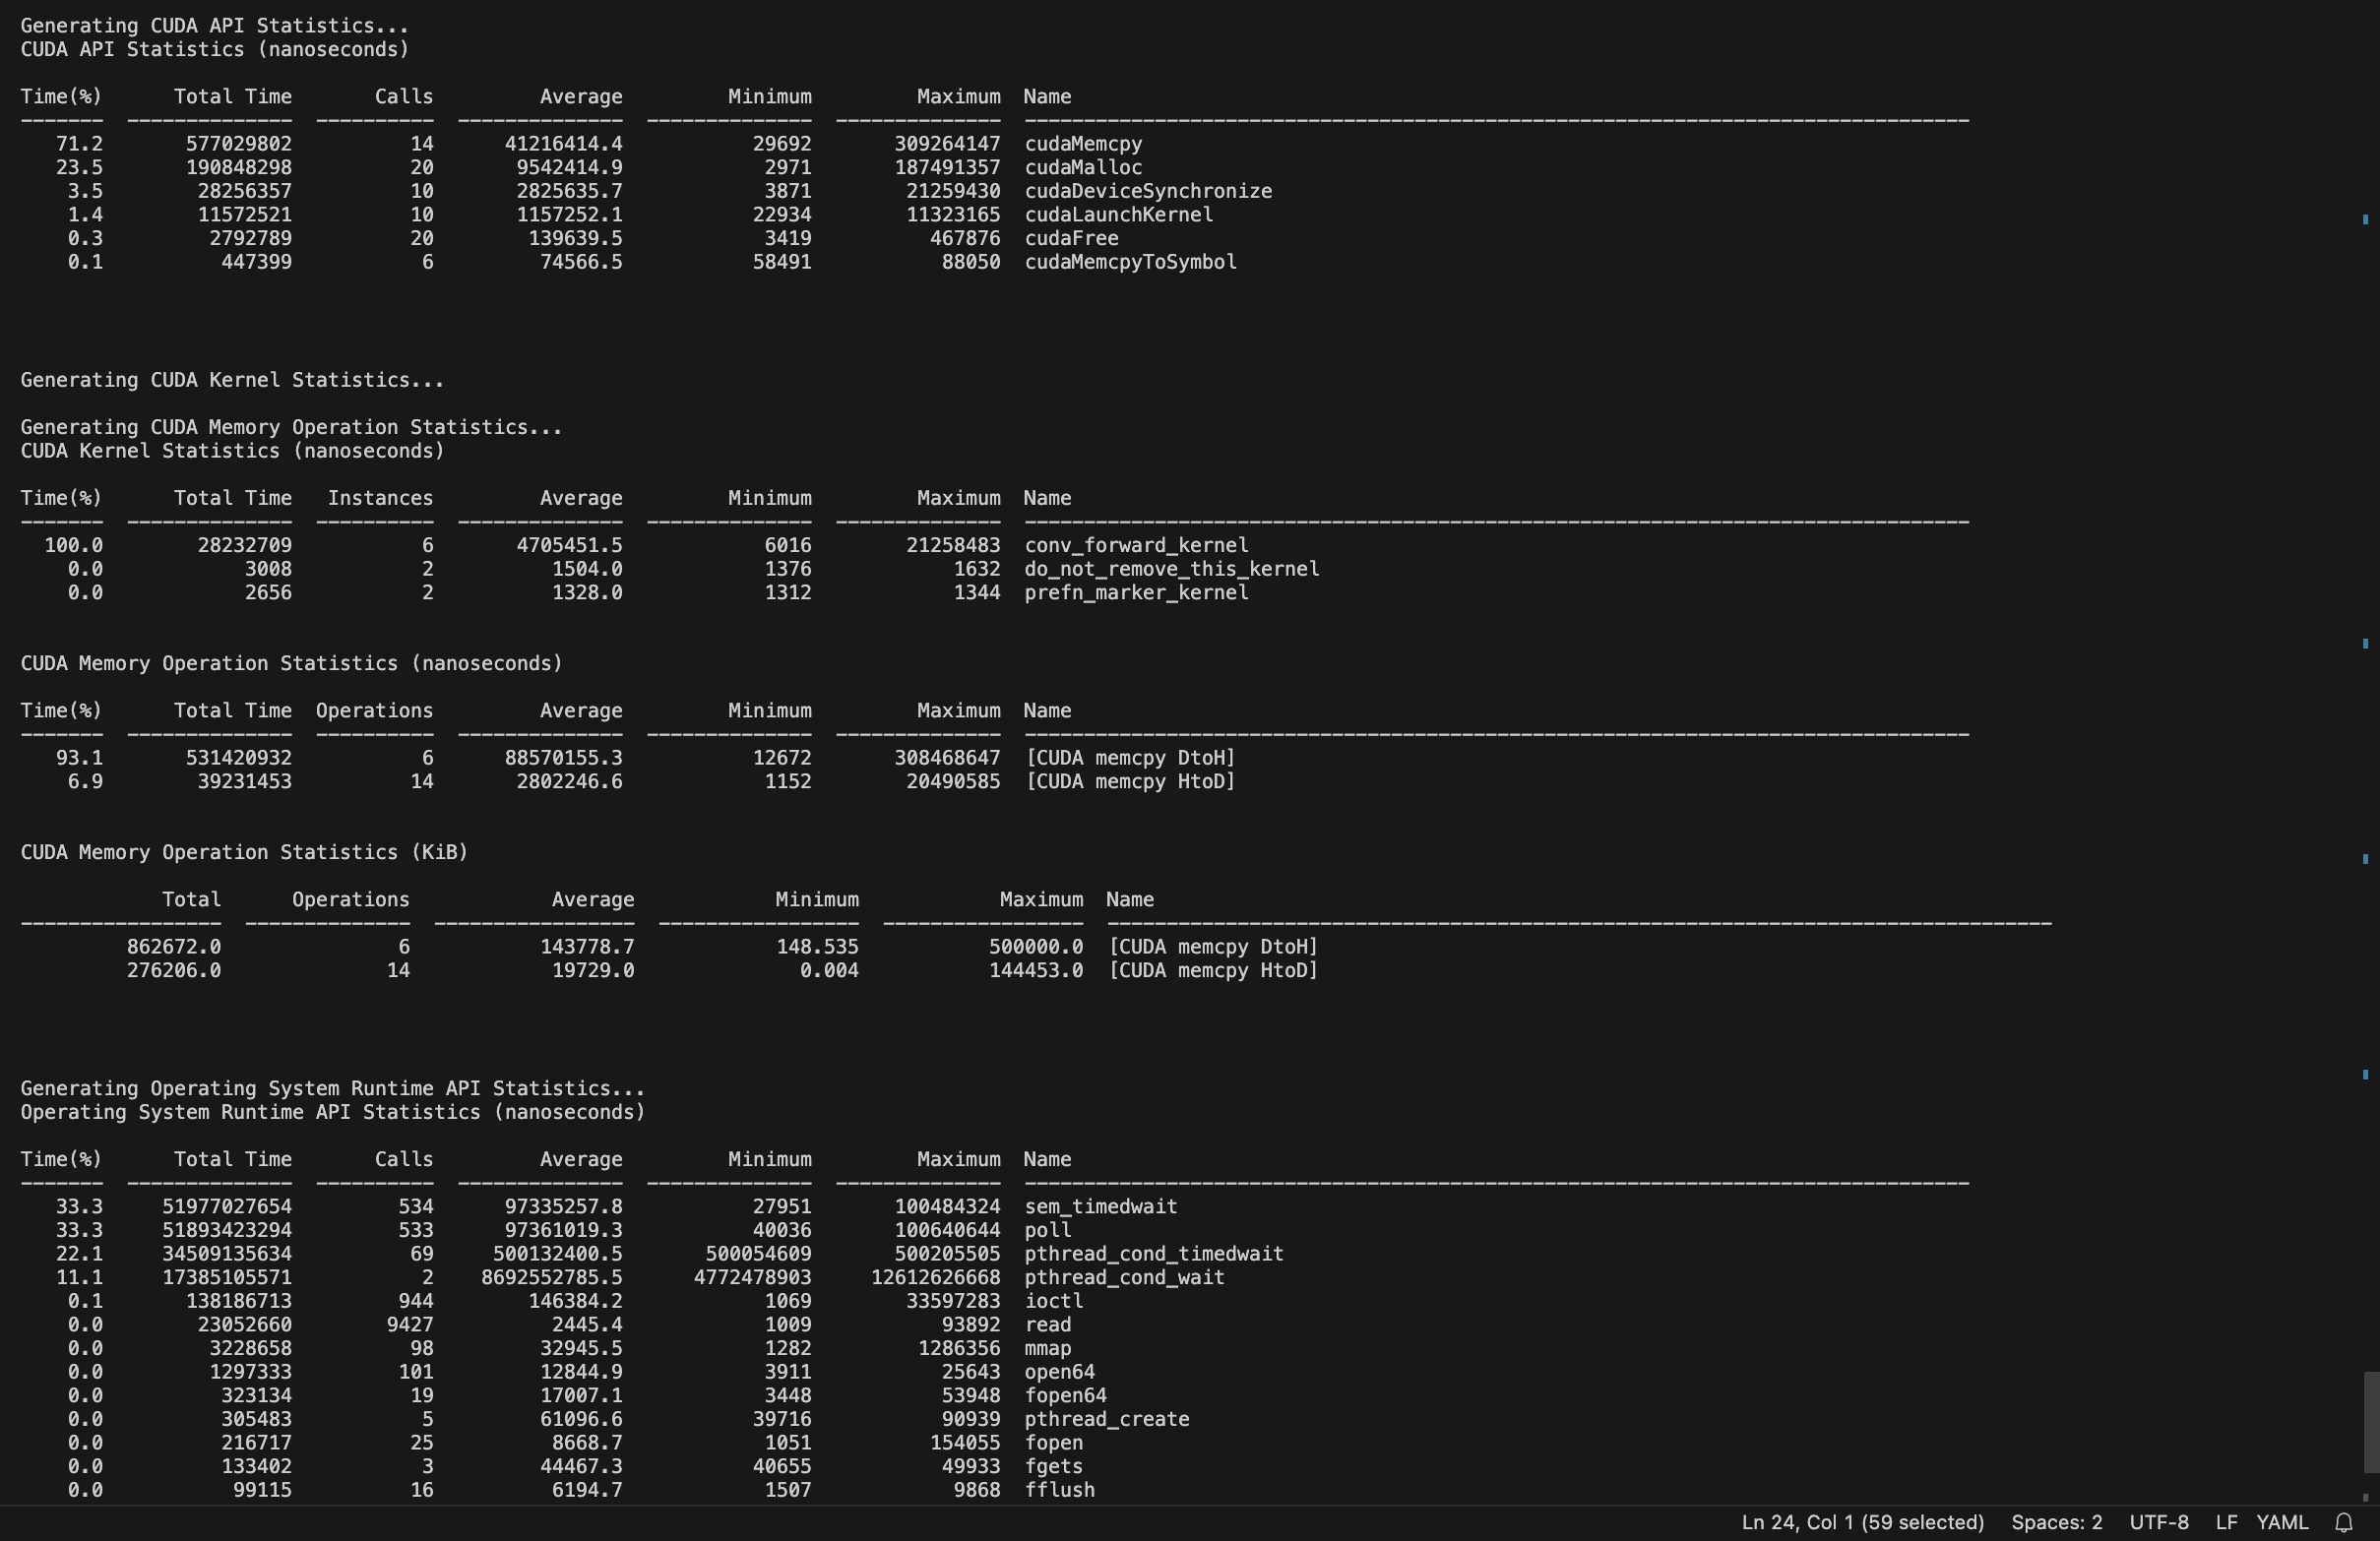 Generating CUDA API Statistics...
CUDA API Statistics (nanoseconds)
Time(%) Total Time Calls Average Minimum Maximum Name
------- -------------- ---------- -------------- -------------- -------------- --------------------------------------------------------------------------------
71.2 577029802 14 41216414.4 29692 309264147 cudaMemcpy
23.5 190848298 20 9542414.9 2971 187491357 cudaMalloc
3.5 28256357 10 2825635.7 3871 21259430 cudaDeviceSynchronize
1.4 11572521 10 1157252.1 22934 11323165 cudaLaunchKernel
0.3 2792789 20 139639.5 3419 467876 cudaFree
0.1 447399 6 74566.5 58491 88050 cudaMemcpyToSymbol
Generating CUDA Kernel Statistics...
Generating CUDA Memory Operation Statistics...
CUDA Kernel Statistics (nanoseconds)
Time(%) Total Time Instances Average Minimum Maximum Name
------- -------------- ---------- -------------- -------------- -------------- --------------------------------------------------------------------------------
100.0 28232709 6 4705451.5 6016 21258483 conv_forward_kernel
0.0 3008 2 1504.0 1376 1632 do_not_remove_this_kernel
0.0 2656 2 1328.0 1312 1344 prefn_marker_kernel
CUDA Memory Operation Statistics (nanoseconds)
Time(%) Total Time Operations Average Minimum Maximum Name
------- -------------- ---------- -------------- -------------- -------------- --------------------------------------------------------------------------------
93.1 531420932 6 88570155.3 12672 308468647 [CUDA memcpy DtoH]
6.9 39231453 14 2802246.6 1152 20490585 [CUDA memcpy HtoD]
CUDA Memory Operation Statistics (KiB)
Total Operations Average Minimum Maximum Name
----------------- -------------- ----------------- ----------------- ----------------- --------------------------------------------------------------------------------
862672.0 6 143778.7 148.535 500000.0 [CUDA memcpy DtoH]
276206.0 14 19729.0 0.004 144453.0 [CUDA memcpy HtoD]
Generating Operating System Runtime API Statistics...
Operating System Runtime API Statistics (nanoseconds)
Time(%) Total Time Calls Average Minimum Maximum Name
------- -------------- ---------- -------------- -------------- -------------- --------------------------------------------------------------------------------
33.3 51977027654 534 97335257.8 27951 100484324 sem_timedwait
33.3 51893423294 533 97361019.3 40036 100640644 poll
22.1 34509135634 69 500132400.5 500054609 500205505 pthread_cond_timedwait
11.1 17385105571 2 8692552785.5 4772478903 12612626668 pthread_cond_wait
0.1 138186713 944 146384.2 1069 33597283 ioctl
0.0 23052660 9427 2445.4 1009 93892 read
0.0 3228658 98 32945.5 1282 1286356 mmap
0.0 1297333 101 12844.9 3911 25643 open64
0.0 323134 19 17007.1 3448 53948 fopen64
0.0 305483 5 61096.6 39716 90939 pthread_create
0.0 216717 25 8668.7 1051 154055 fopen
0.0 133402 3 44467.3 40655 49933 fgets
0.0 99115 16 6194.7 1507 9868 fflush
Ln 24, Col 1 (59 selected) Spaces: 2 UTF-8 LF YAML